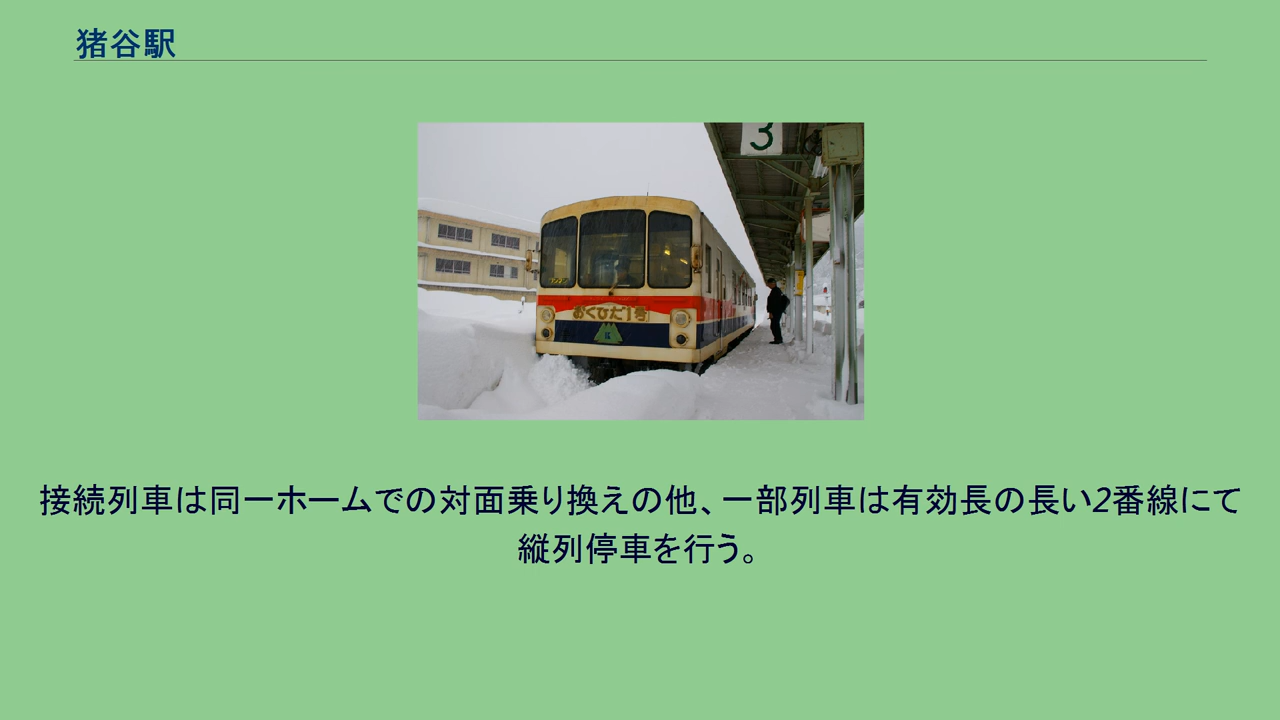 猪谷駅
3
おくひだ1号
接続列車は同一ホームでの対面乗り換えの他、一部列車は有効長の長い2番線にて
縦列停車を行う。